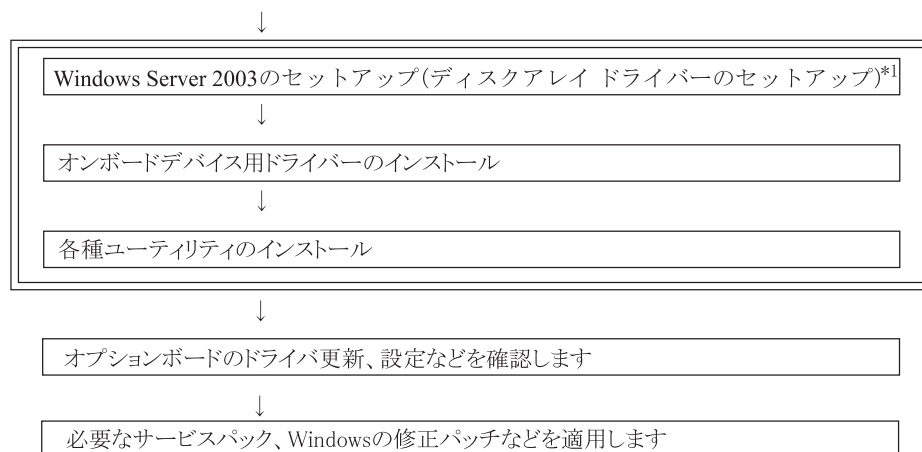 ↓
Windows Server 2003のセットアップ(ディスクアレイ ドライバーのセットアップ)*1
↓
オンボードデバイス用ドライバーのインストール
↓
各種ユーティリティのインストール
↓
オプションボードのドライバ更新、設定などを確認します
↓
必要なサービスパック、Windowsの修正パッチなどを適用します